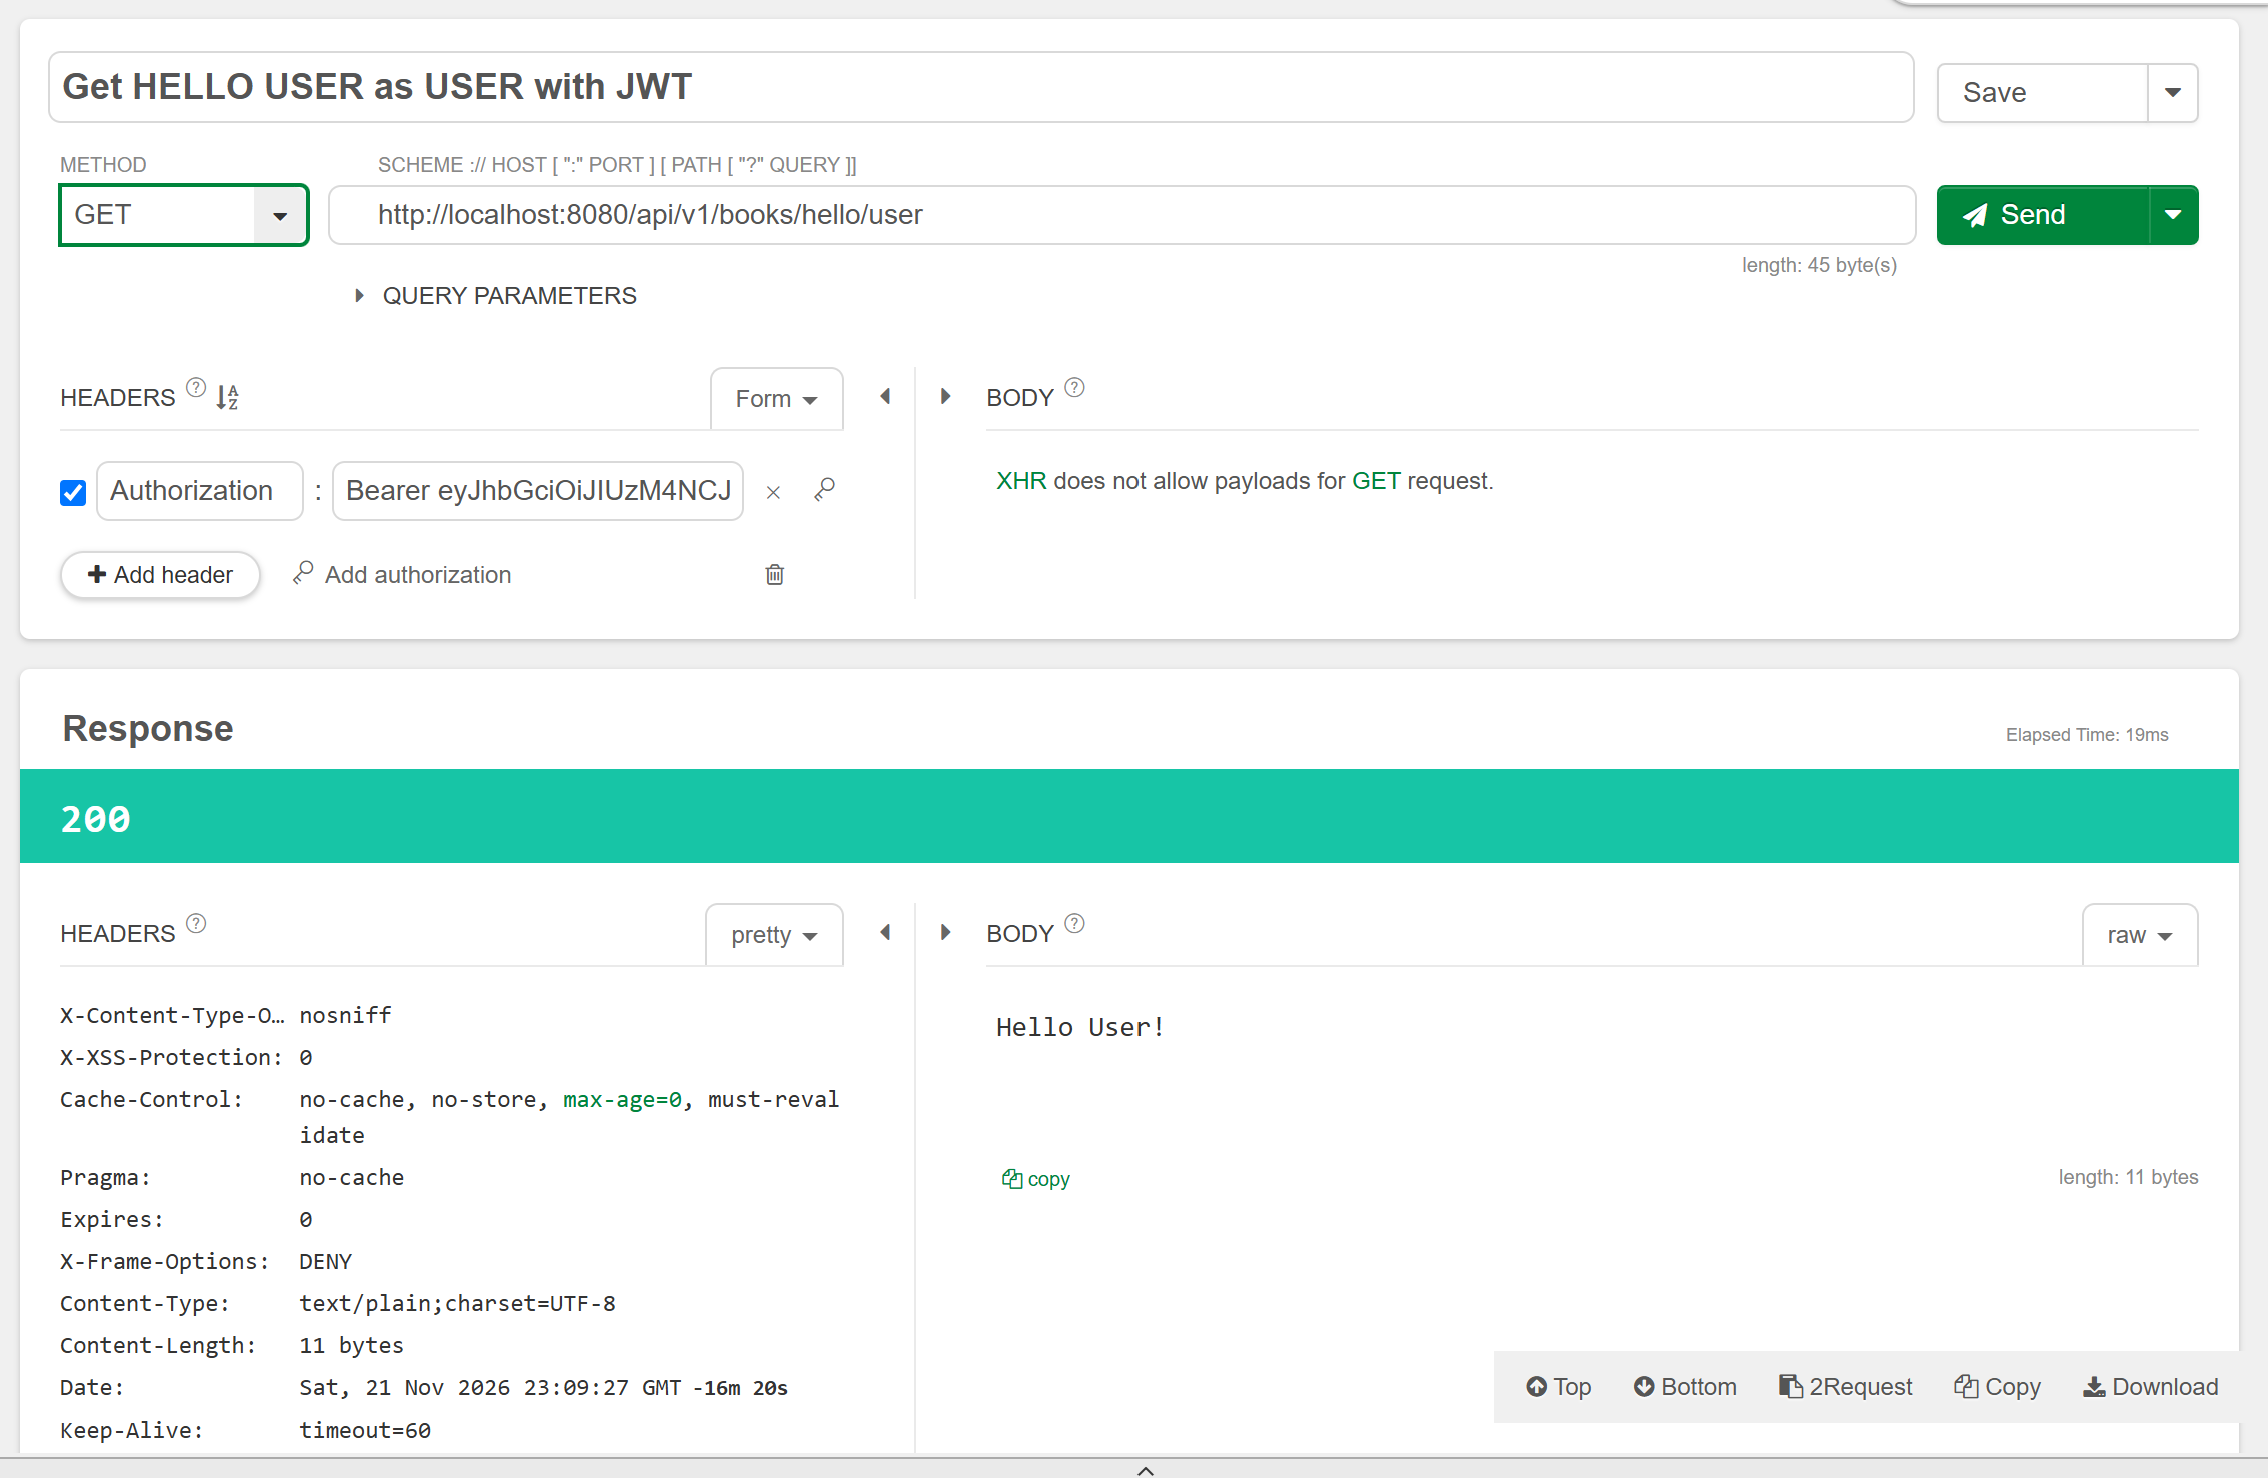 Get HELLO USER as USER with JWT
Save
METHOD
SCHEME :// HOST [ ":" PORT ] [ PATH [ "?" QUERY ]]
GET
http://localhost:8080/api/v1/books/hello/user
Send
length: 45 byte(s)
QUERY PARAMETERS
HEADERS ? A Z
Form
BODY ?
Authorization : Bearer eyJhbGciOiJIUzM4NCJ
XHR does not allow payloads for GET request.
Add header
Add authorization
Response
Elapsed Time: 19ms
200
HEADERS ?
pretty
BODY ?
raw
X-Content-Type-O… nosniff
X-XSS-Protection: 0
Cache-Control: no-cache, no-store, max-age=0, must-reval
idate
Pragma: no-cache
Expires: 0
X-Frame-Options: DENY
Content-Type: text/plain;charset=UTF-8
Content-Length: 11 bytes
Date: Sat, 21 Nov 2026 23:09:27 GMT -16m 20s
Keep-Alive: timeout=60
Hello User!
copy
length: 11 bytes
Top
Bottom
2Request
Copy
Download